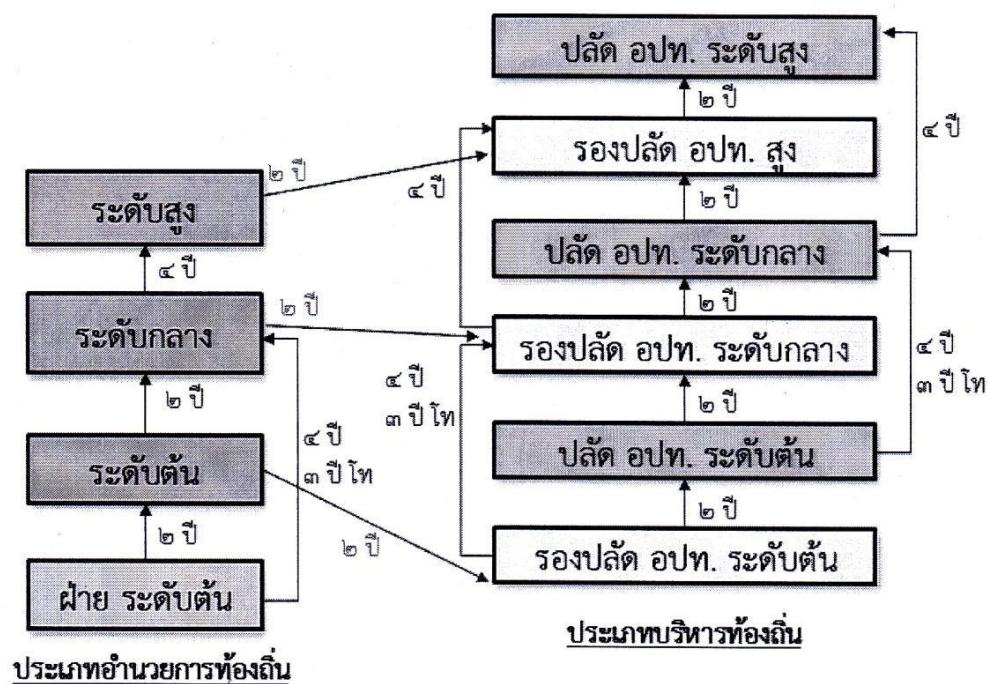 ปลัด อปท. ระดับสูง
๒ ปี
๔ ปี
รองปลัด อปท. สูง
๒ ปี
๔ ปี
ระดับสูง
๒ ปี
ปลัด อปท. ระดับกลาง
๔ ปี
๒ ปี
๒ ปี
ระดับกลาง
รองปลัด อปท. ระดับกลาง
๔ ปี
๓ ปี โท
๔ ปี
๓ ปี โท
๒ ปี
๒ ปี
๔ ปี
๓ ปี โท
ระดับต้น
ปลัด อปท. ระดับต้น
๒ ปี
๒ ปี
๒ ปี
ฝ่าย ระดับต้น
รองปลัด อปท. ระดับต้น
ประเภทอำนวยการท้องถิ่น
ประเภทบริหารท้องถิ่น